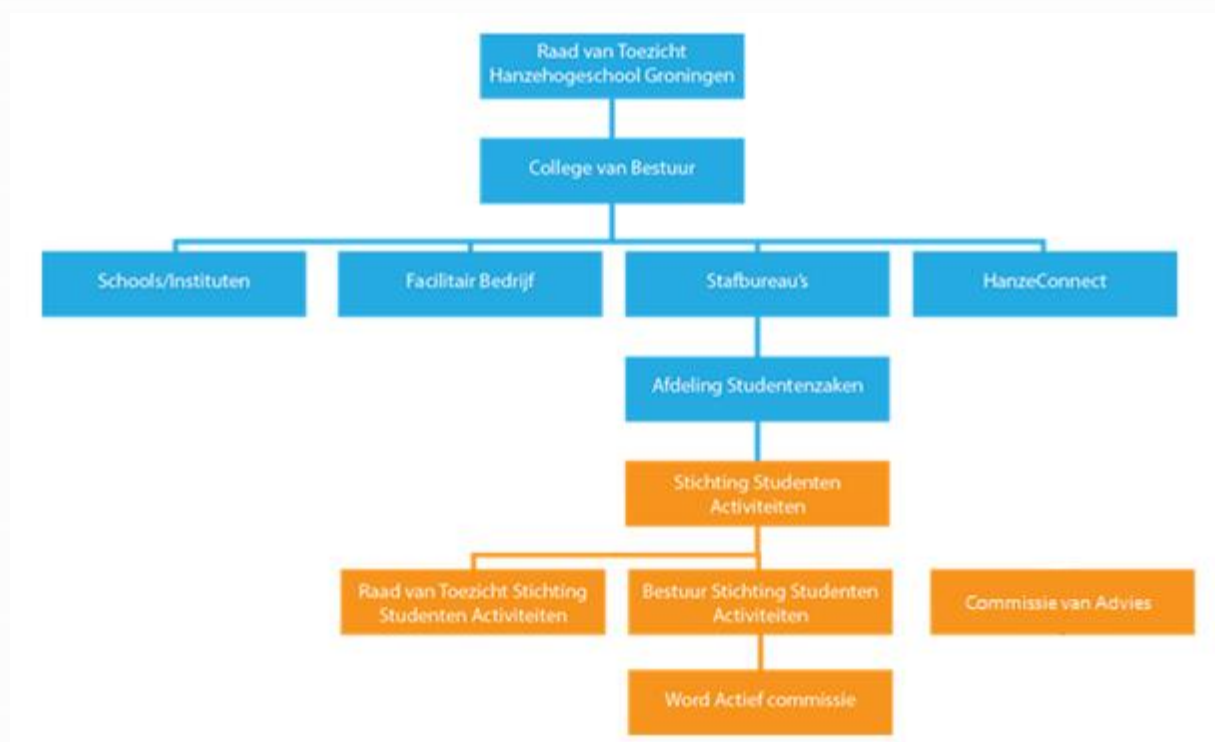 Raad van Toezicht
Hanzehogeschool Groningen
College van Bestuur
Schools/Instituten
Facilitair Bedrijf
Stafbureau's
HanzeConnect
Afdeling Studentenzaken
Stichting Studenten
Activiteiten
Raad van Toezicht Stichting
Studenten Activiteiten
Bestuur Stichting Studenten
Activiteiten
Commissie van Advies
Word Actief commissie